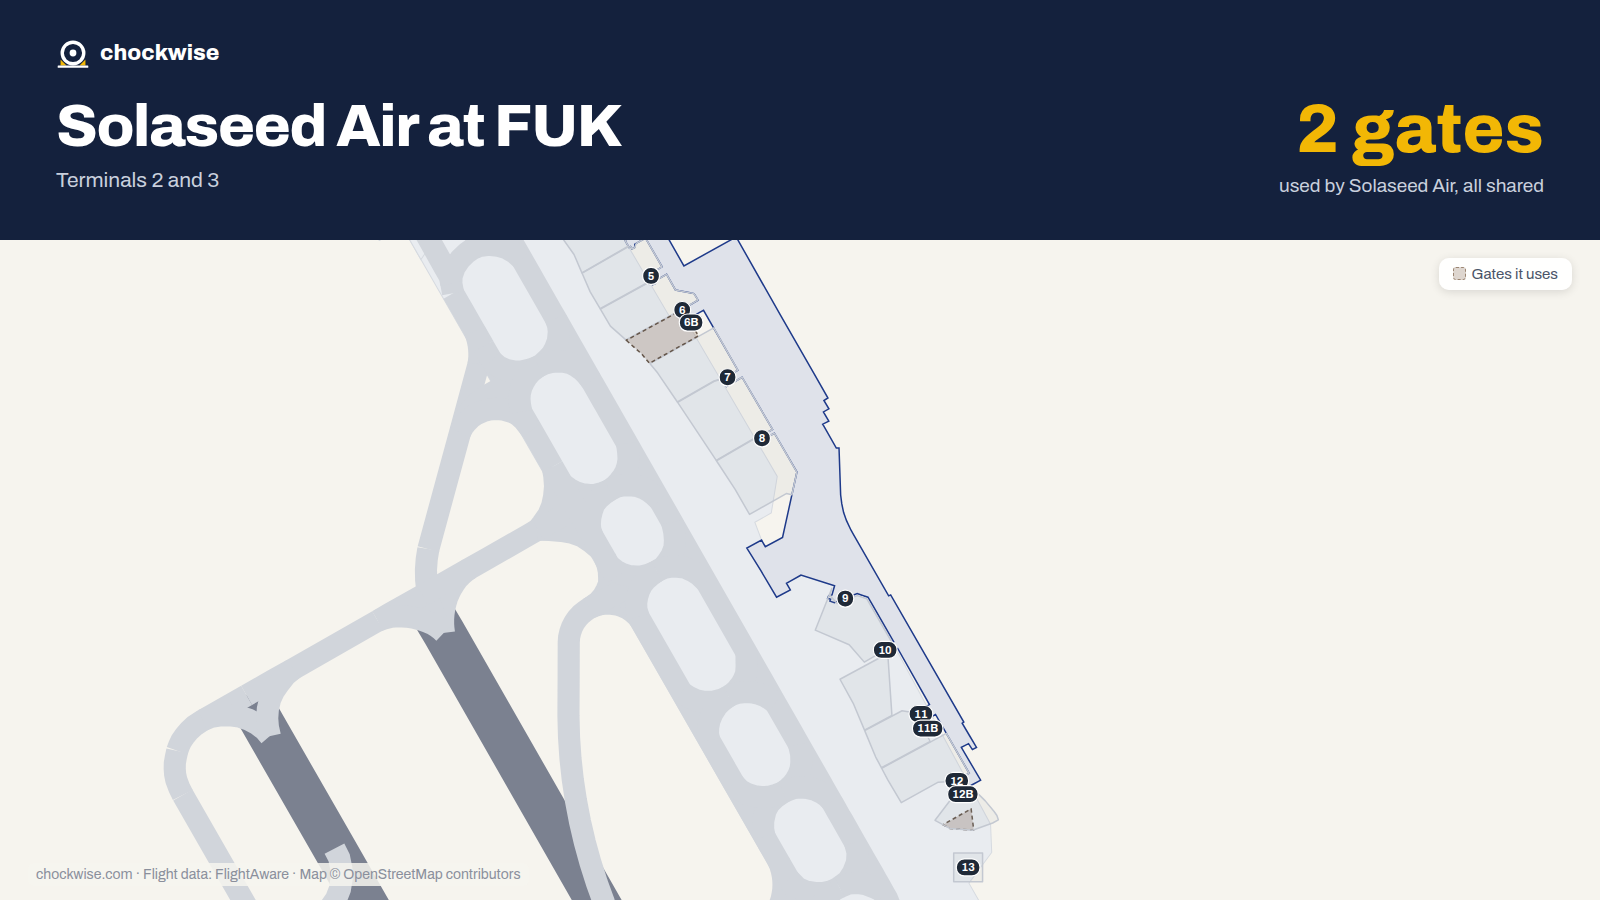 chockwise
Solaseed Air at FUK
Terminals 2 and 3
2 gates
used by Solaseed Air, all shared
Gates it uses
5
6
6B
7
8
9
10
11
11B
12
12B
13
chockwise.com · Flight data: FlightAware · Map © OpenStreetMap contributors